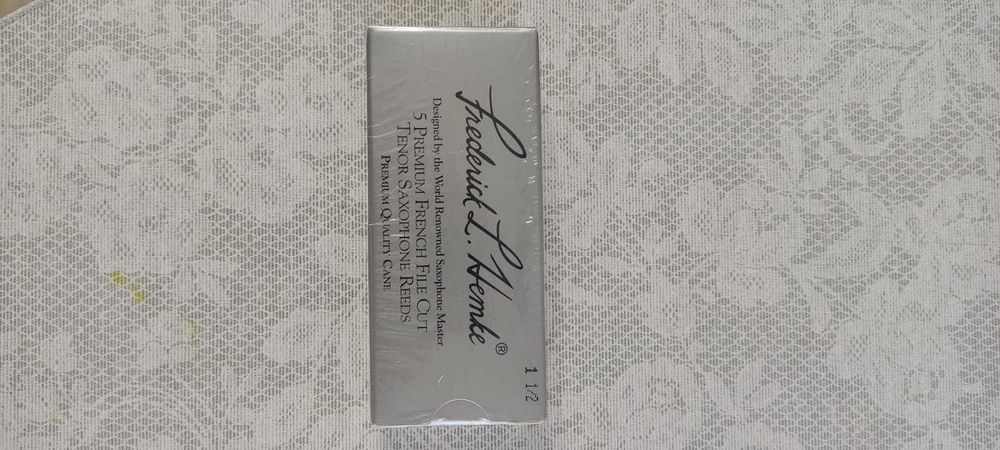 Frederick L. Hemke®
Designed by the World Renowned Saxophone Master
5 PREMIUM FRENCH FILE CUT
TENOR SAXOPHONE REEDS
PREMIUM QUALITY CANE
1 1/2